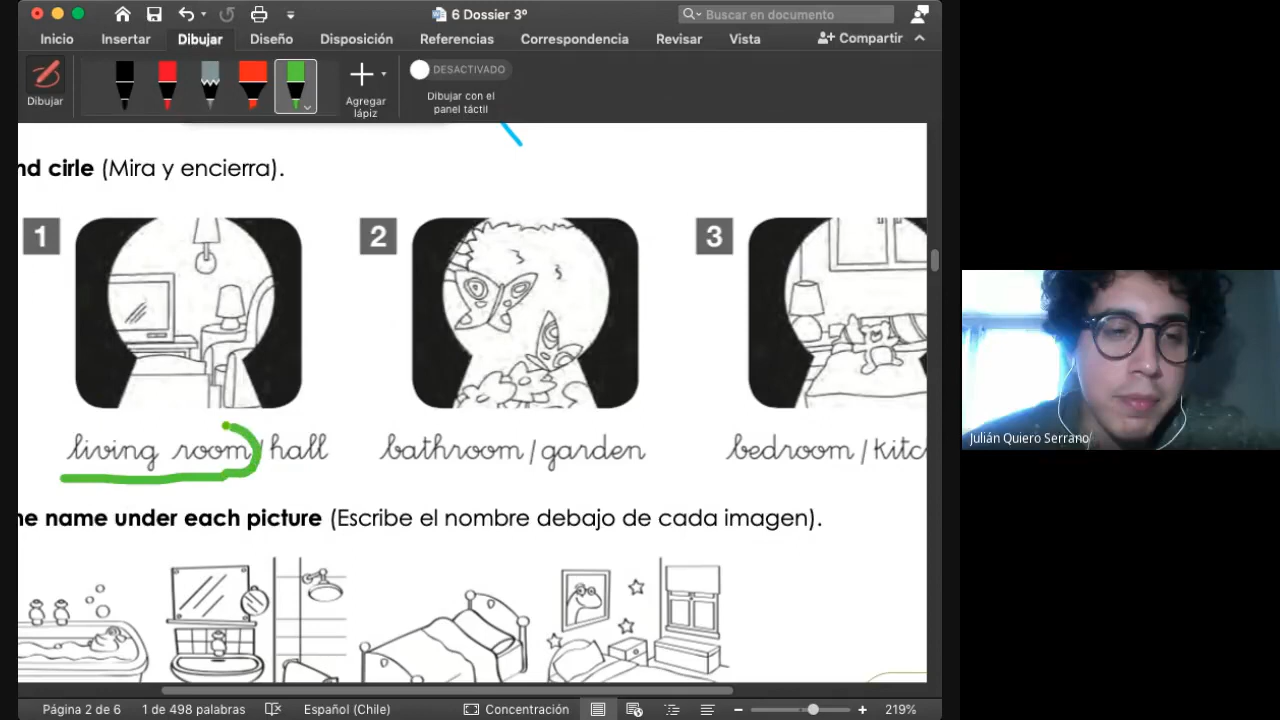 6 Dossier 3º
Buscar en documento
Inicio
Insertar
Dibujar
Diseño
Disposición
Referencias
Correspondencia
Revisar
Vista
Compartir
DESACTIVADO
Dibujar
Agregar
lápiz
Dibujar con el
panel táctil
nd cirle (Mira y encierra).
1
2
3
living room / hall
bathroom / garden
bedroom / kitc
he name under each picture (Escribe el nombre debajo de cada imagen).
Julián Quiero Serrano
Página 2 de 6
1 de 498 palabras
Español (Chile)
Concentración
219%